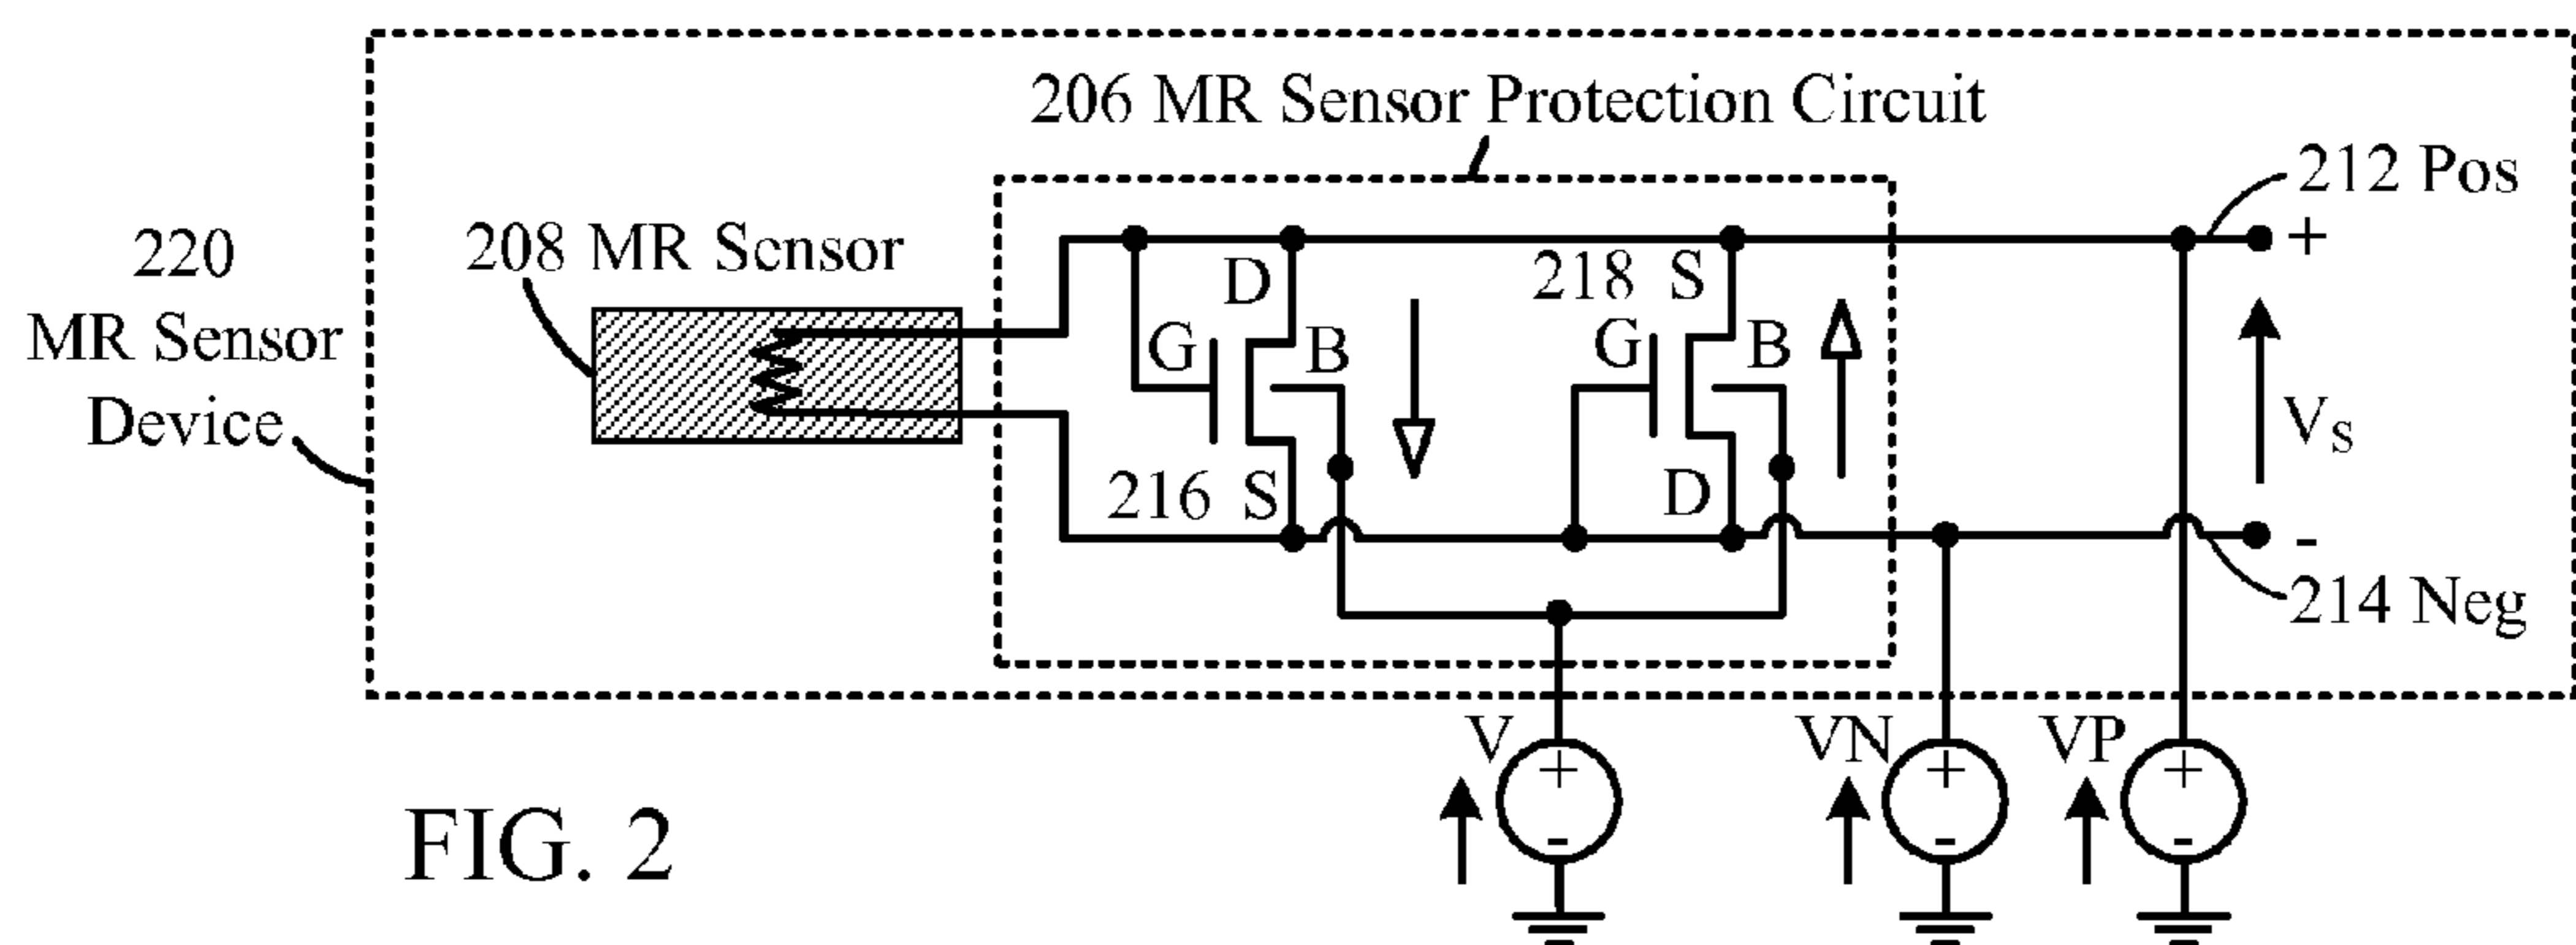 206 MR Sensor Protection Circuit
212 Pos
220
MR Sensor
Device
208 MR Sensor
+
D
218 S
G
B
G
B
VS
216 S
D
-
214 Neg
V
VN
VP
+
+
+
-
-
-
FIG. 2